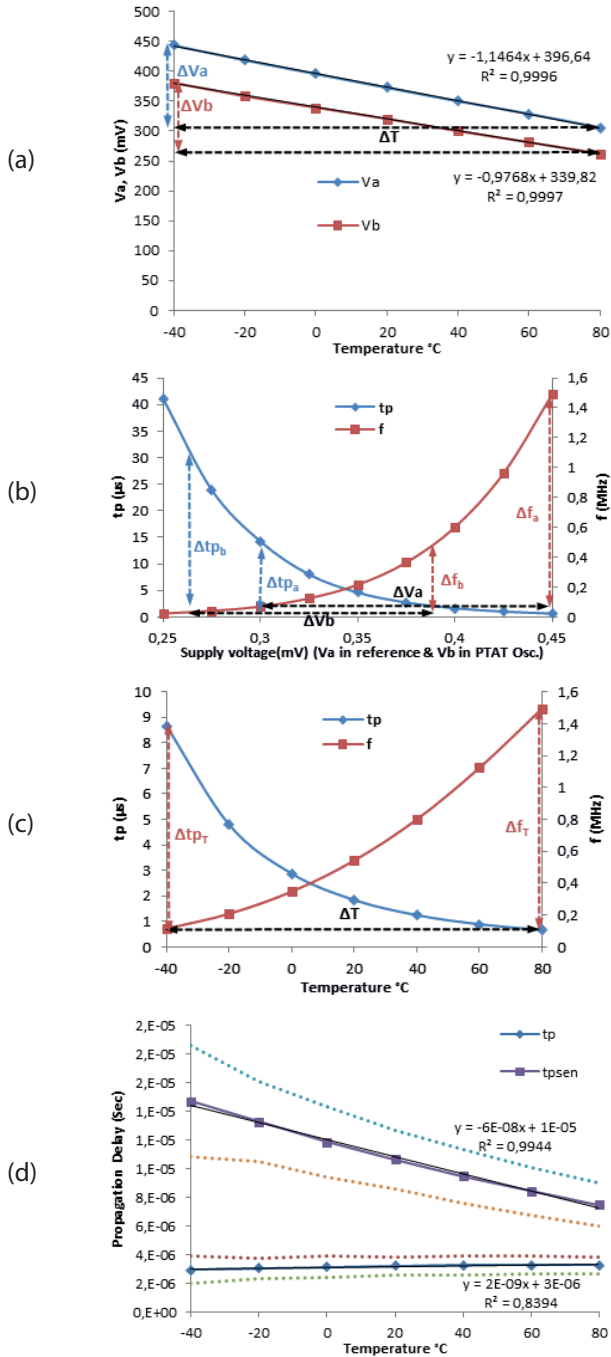 (a)
Va, Vb (mV)
500
450
400
350
300
250
200
150
100
50
0
ΔVa
ΔVb
ΔT
y = -1,1464x + 396,64
R² = 0,9996
y = -0,9768x + 339,82
R² = 0,9997
Va
Vb
-40 -20 0 20 40 60 80
Temperature °C
(b)
tp (µs)
45
40
35
30
25
20
15
10
5
0
tp
f
Δtpb
Δtpa
ΔVa
ΔVb
Δfb
Δfa
1,6
1,4
1,2
1
0,8
0,6
0,4
0,2
0
f (MHz)
0,25 0,3 0,35 0,4 0,45
Supply voltage(mV) (Va in reference & Vb in PTAT Osc.)
(c)
tp (µs)
10
9
8
7
6
5
4
3
2
1
0
tp
f
ΔtpT
ΔT
ΔfT
1,6
1,4
1,2
1
0,8
0,6
0,4
0,2
0
f (MHz)
-40 -20 0 20 40 60 80
Temperature °C
(d)
Propagation Delay (Sec)
2,E-05
2,E-05
2,E-05
1,E-05
1,E-05
1,E-05
8,E-06
6,E-06
4,E-06
2,E-06
0,E+00
tp
tpsen
y = -6E-08x + 1E-05
R² = 0,9944
y = 2E-09x + 3E-06
R² = 0,8394
-40 -20 0 20 40 60 80
Temperature °C